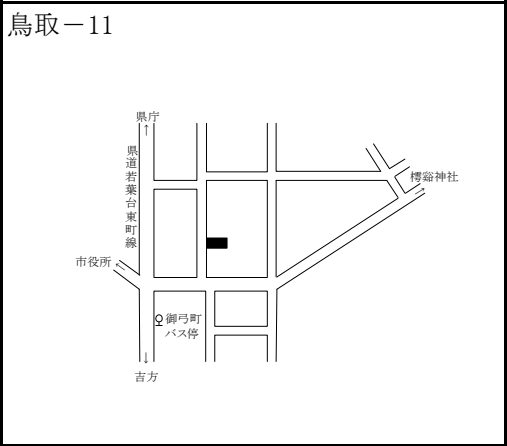 鳥取－11
県庁
↑
県道若葉台東町線
樗谿神社
→
市役所
←
御弓町
バス停
↓
吉方